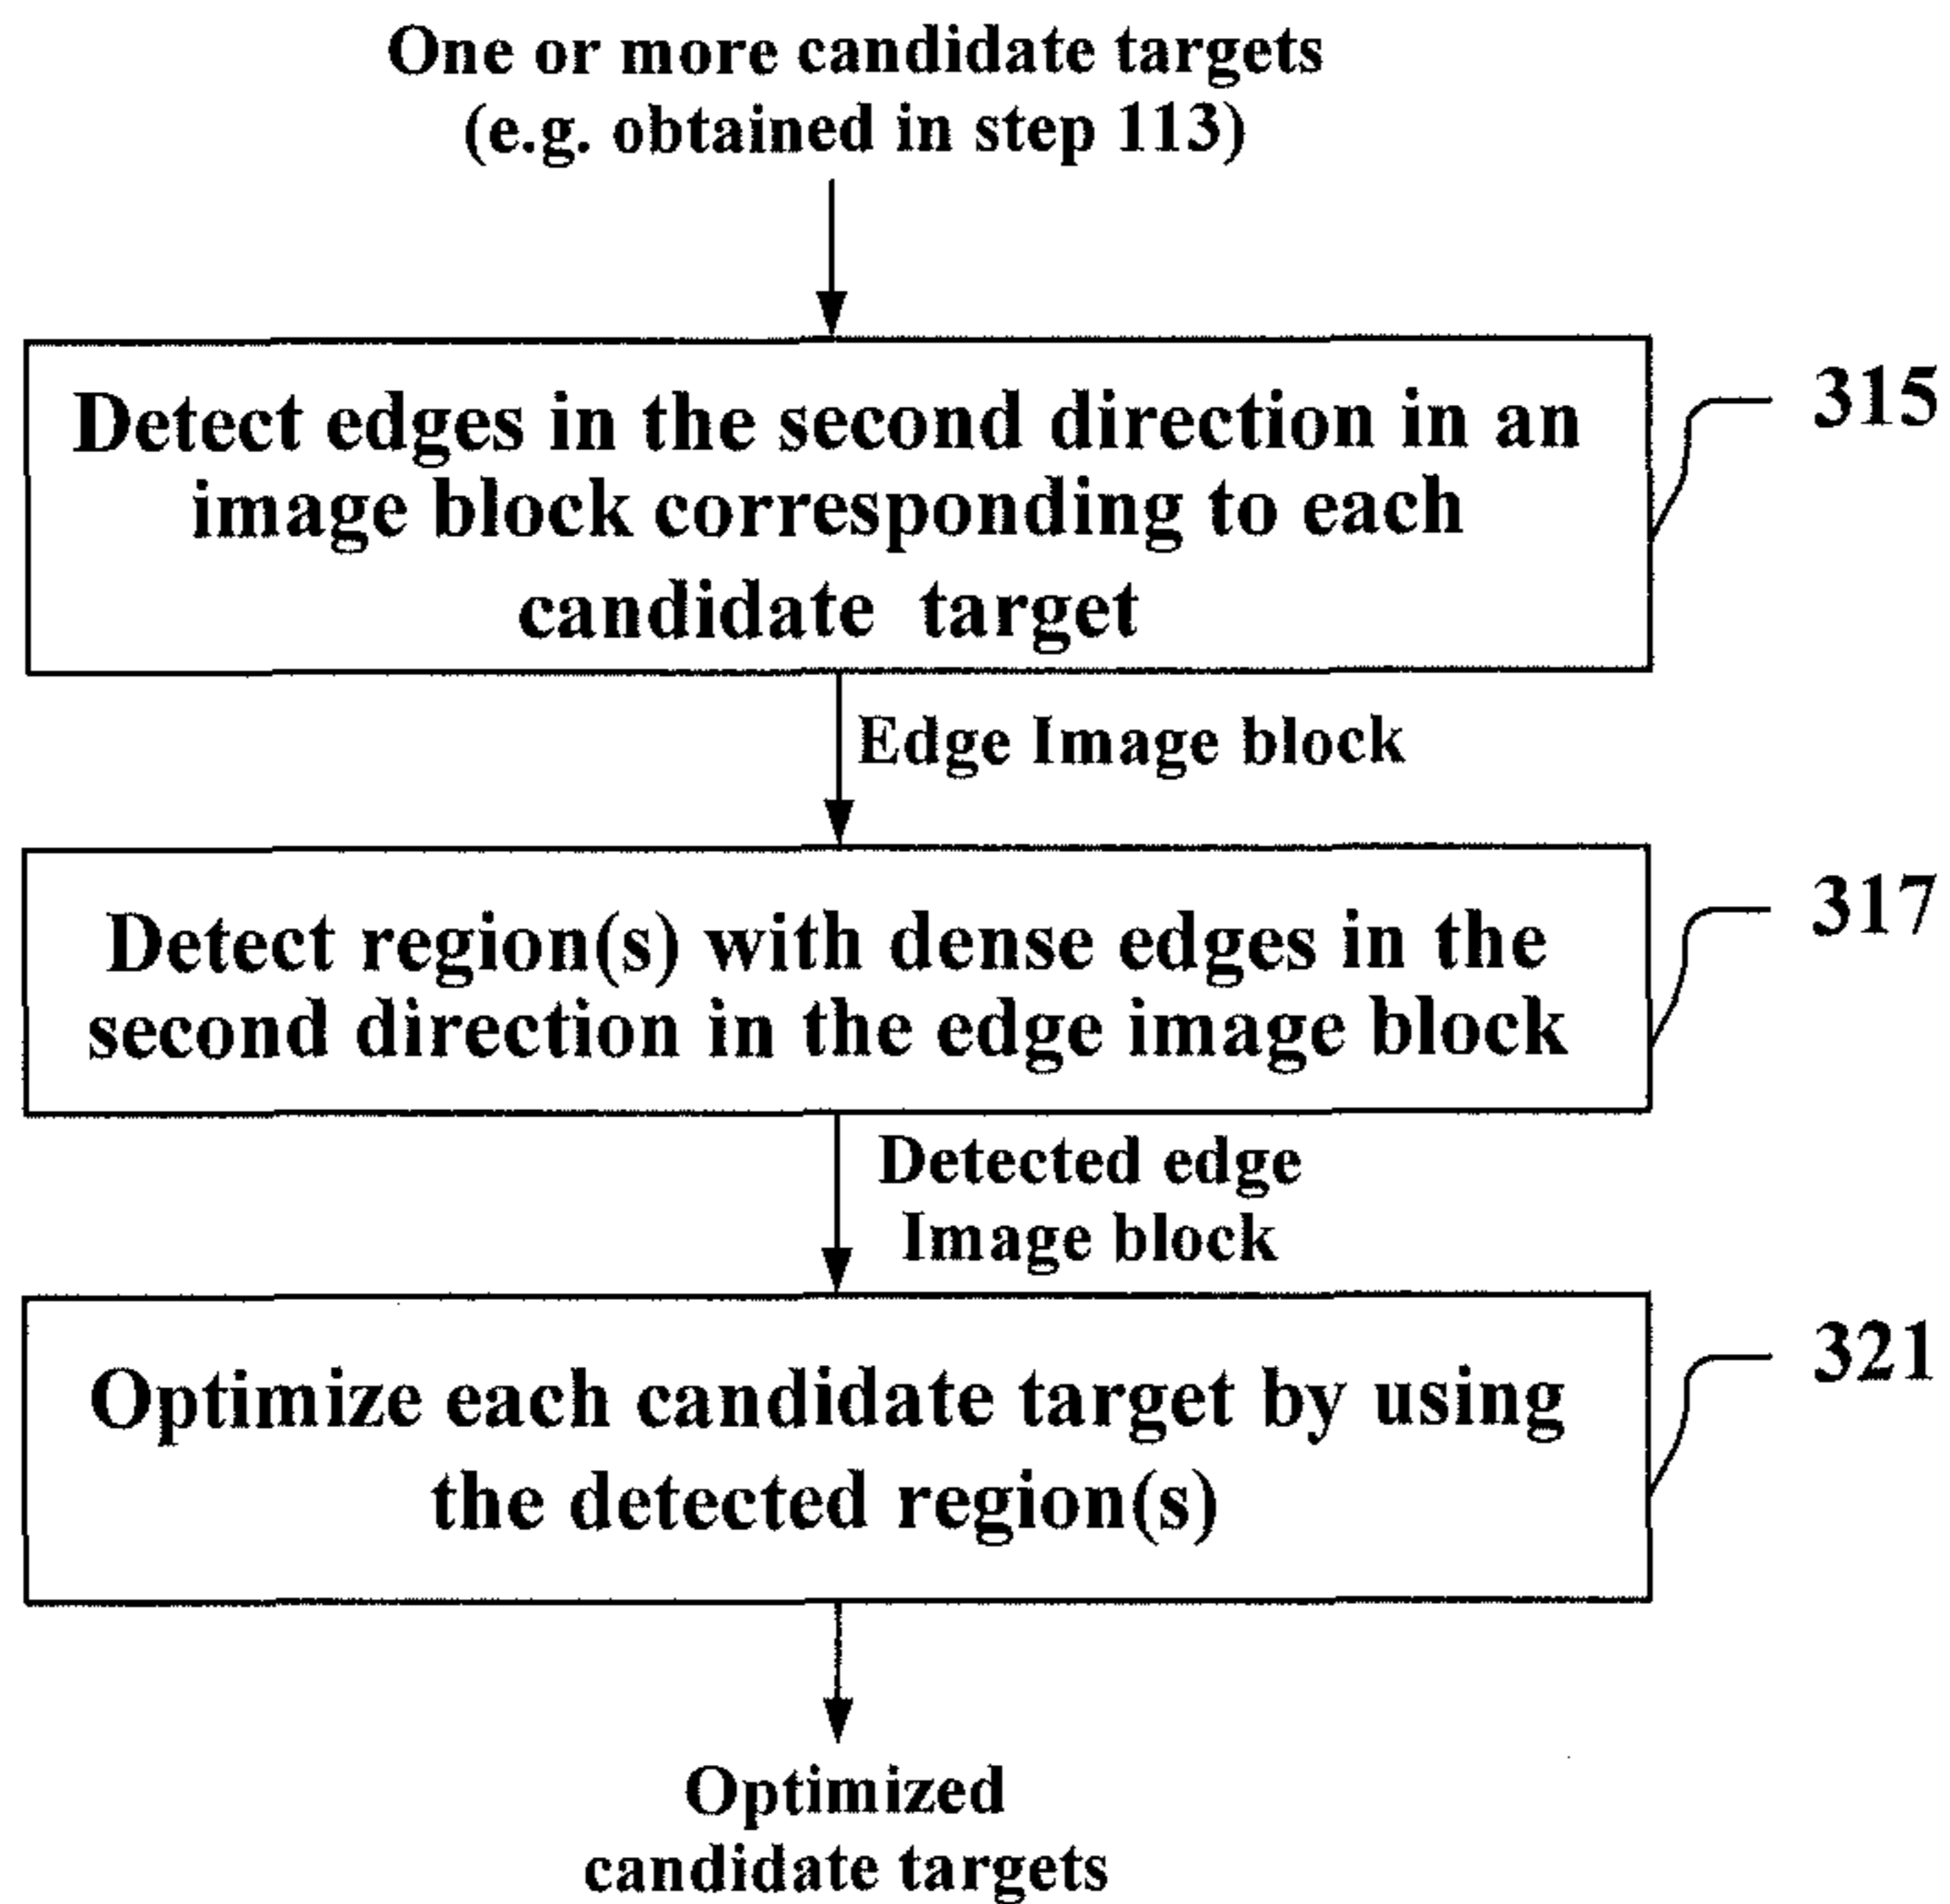 One or more candidate targets
(e.g. obtained in step 113)
Detect edges in the second direction in an
image block corresponding to each
candidate target
315
Edge Image block
Detect region(s) with dense edges in the
second direction in the edge image block
317
Detected edge
Image block
Optimize each candidate target by using
the detected region(s)
321
Optimized
candidate targets